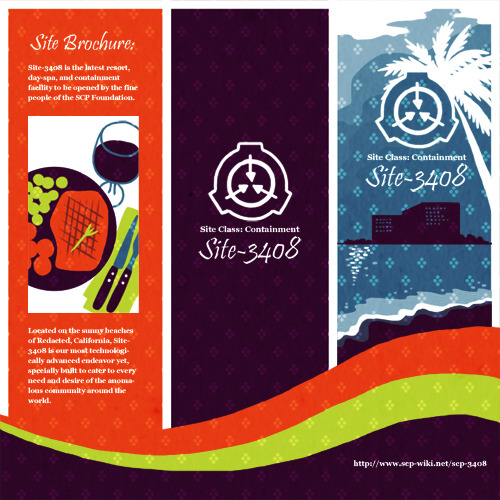 Site Brochure:
Site-3408 is the latest resort,
day-spa, and containment
facility to be opened by the fine
people of the SCP Foundation.
Located on the sunny beaches
of Redacted, California, Site-
3408 is our most technologi-
cally advanced endeavor yet,
specially built to cater to every
need and desire of the anoma-
lous community around the
world.
Site Class: Containment
Site-3408
Site Class: Containment
Site-3408
http://www.scp-wiki.net/scp-3408